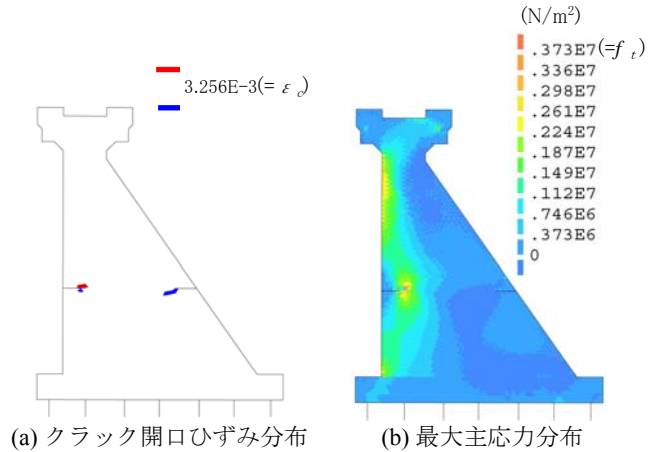 3.256E-3(= ε c)
(N/m²)
.373E7(=f t)
.336E7
.298E7
.261E7
.224E7
.187E7
.149E7
.112E7
.746E6
.373E6
0
(a) クラック開口ひずみ分布
(b) 最大主応力分布